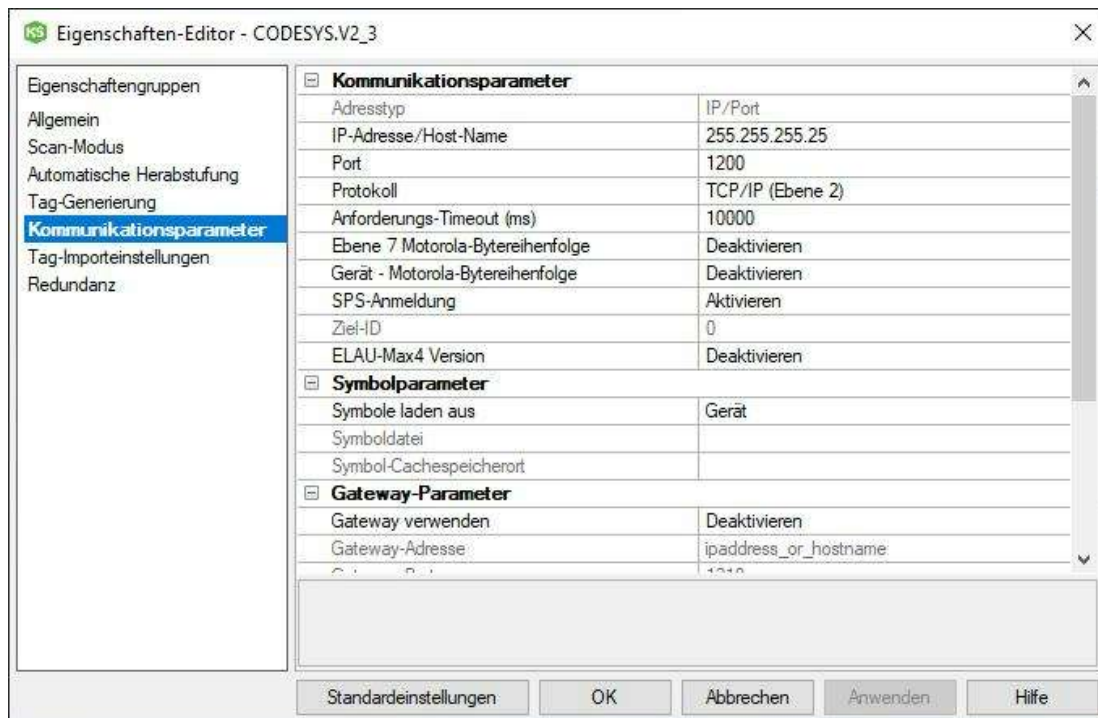 KS Eigenschaften-Editor - CODESYS.V2_3
Eigenschaftengruppen
Allgemein
Scan-Modus
Automatische Herabstufung
Tag-Generierung
Kommunikationsparameter
Tag-Importeinstellungen
Redundanz
Kommunikationsparameter
Adresstyp IP/Port
IP-Adresse/Host-Name 255.255.255.25
Port 1200
Protokoll TCP/IP (Ebene 2)
Anforderungs-Timeout (ms) 10000
Ebene 7 Motorola-Bytereihenfolge Deaktivieren
Gerät - Motorola-Bytereihenfolge Deaktivieren
SPS-Anmeldung Aktivieren
Ziel-ID 0
ELAU-Max4 Version Deaktivieren
Symbolparameter
Symbole laden aus Gerät
Symboldatei
Symbol-Cachespeicherort
Gateway-Parameter
Gateway verwenden Deaktivieren
Gateway-Adresse ipaddress_or_hostname
Standardeinstellungen OK Abbrechen Anwenden Hilfe